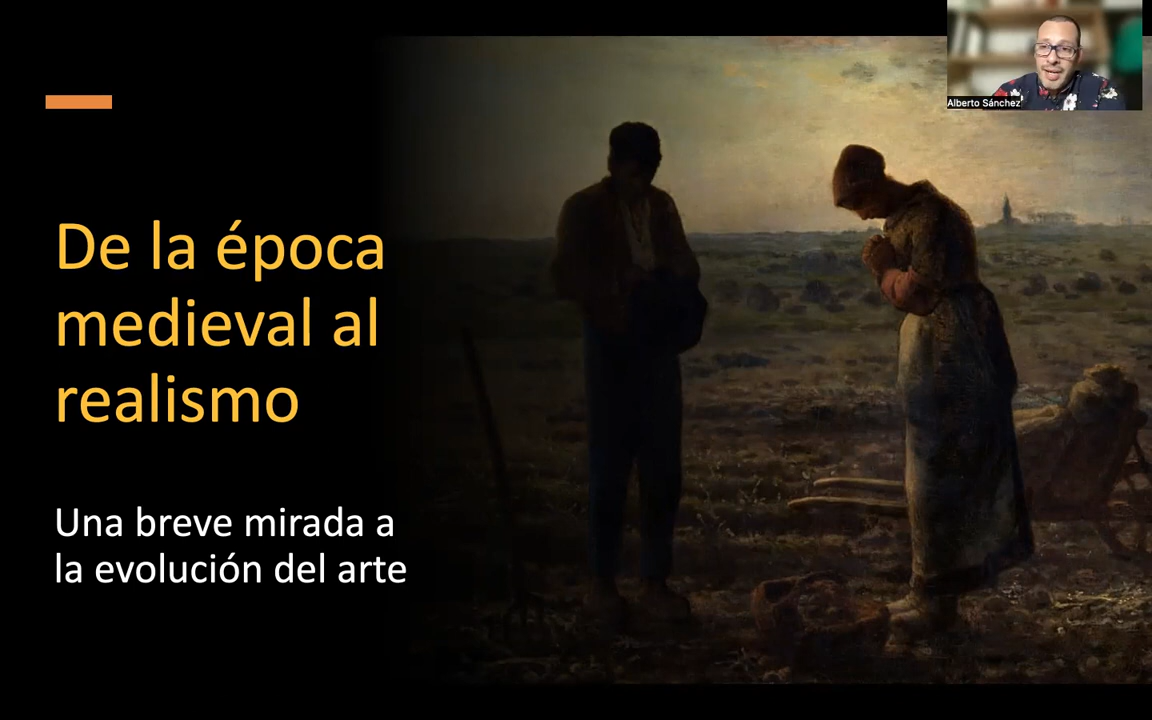 Alberto Sánchez
De la época
medieval al
realismo
Una breve mirada a
la evolución del arte